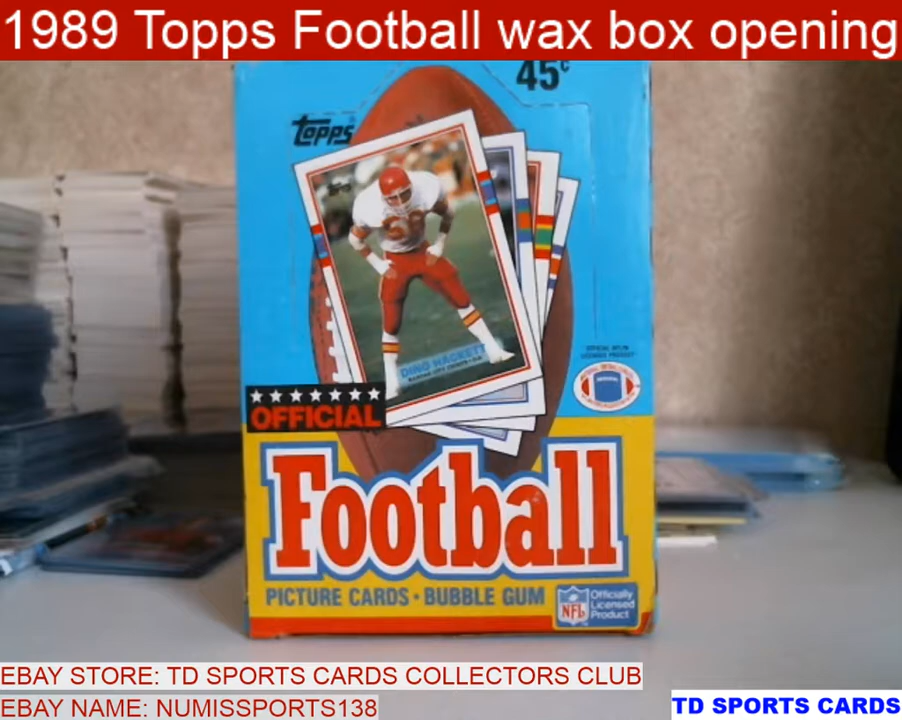 1989 Topps Football wax box opening
45¢
Topps
DINO HACKETT
OFFICIAL
Football
PICTURE CARDS • BUBBLE GUM
NFL
Officially
Licensed
Product
EBAY STORE: TD SPORTS CARDS COLLECTORS CLUB
EBAY NAME: NUMISSPORTS138
TD SPORTS CARDS